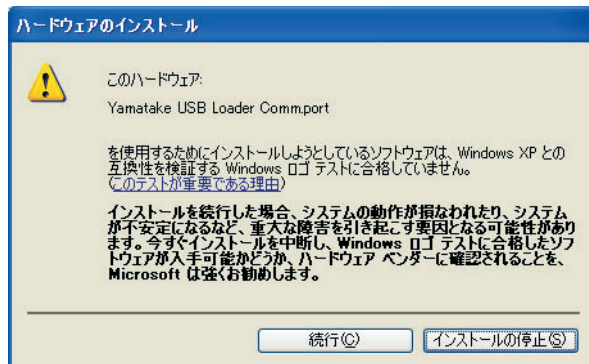 ハードウェアのインストール
このハードウェア:
Yamatake USB Loader Comm.port
を使用するためにインストールしようとしているソフトウェアは、Windows XP との
互換性を検証する Windows ロゴ テストに合格していません。
(このテストが重要である理由)
インストールを続行した場合、システムの動作が損なわれたり、システム
が不安定になるなど、重大な障害を引き起こす要因となる可能性があり
ます。今すぐインストールを中断し、Windows ロゴ テストに合格したソフ
トウェアが入手可能かどうか、ハードウェア ベンダーに確認されることを、
Microsoft は強くお勧めします。
続行(C) インストールの停止(S)